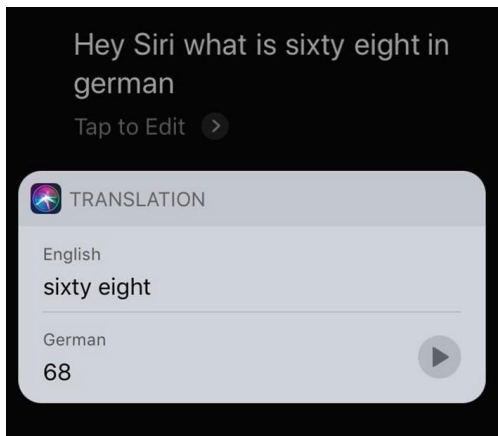 Hey Siri what is sixty eight in
german
Tap to Edit >
TRANSLATION
English
sixty eight
German
68